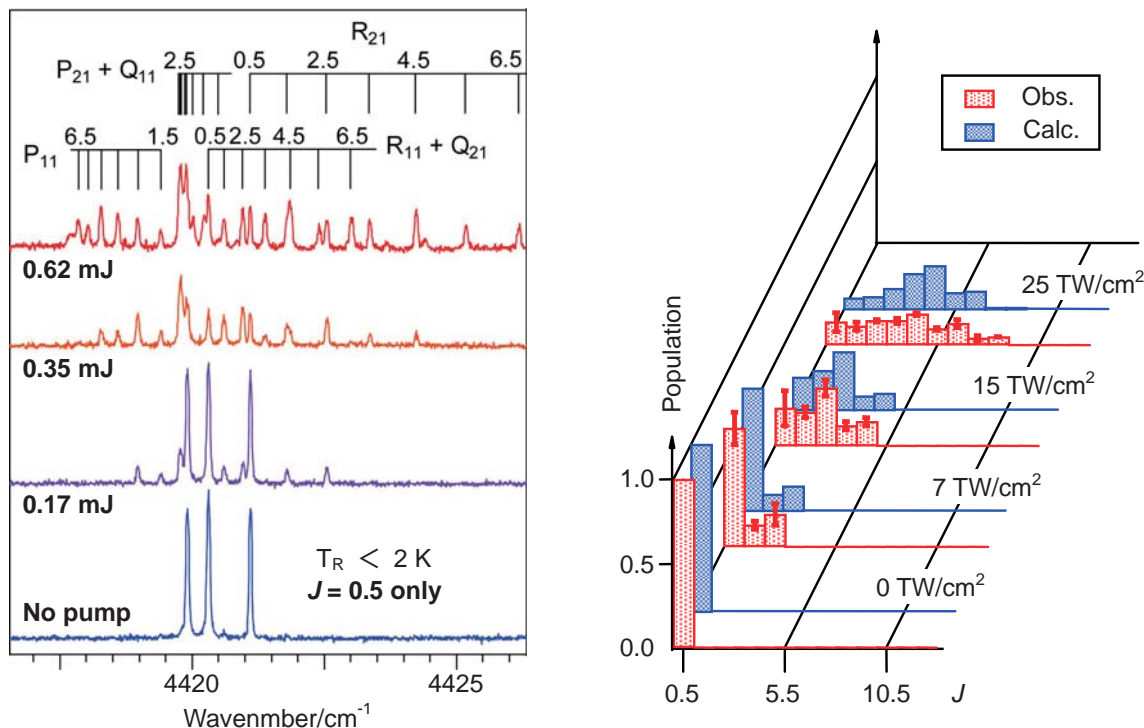 R21
2.5 0.5 2.5 4.5 6.5
P21 + Q11
6.5 1.5 0.5 2.5 4.5 6.5
P11
R11 + Q21
0.62 mJ
0.35 mJ
0.17 mJ
TR < 2 K
J = 0.5 only
No pump
4420 4425
Wavenmber/cm-1
Obs.
Calc.
25 TW/cm2
15 TW/cm2
7 TW/cm2
0 TW/cm2
Population
1.0
0.5
0.0
0.5 5.5 10.5 J